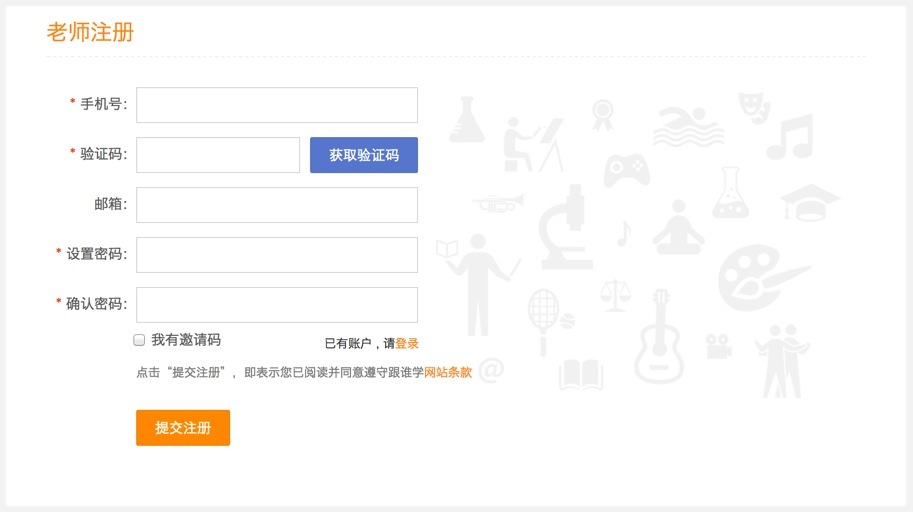 老师注册
* 手机号:
* 验证码: 获取验证码
邮箱:
* 设置密码:
* 确认密码:
我有邀请码 已有账户，请登录
点击“提交注册”，即表示您已阅读并同意遵守跟谁学网站条款
提交注册